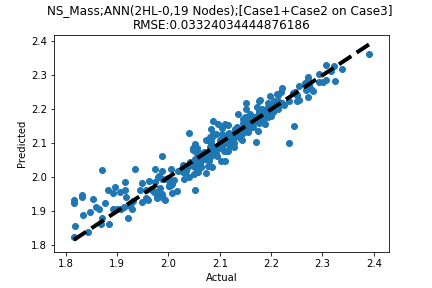 NS_Mass;ANN(2HL-0,19 Nodes);[Case1+Case2 on Case3]
RMSE:0.03324034444876186
2.4
2.3
2.2
2.1
2.0
1.9
1.8
Predicted
1.8 1.9 2.0 2.1 2.2 2.3 2.4
Actual